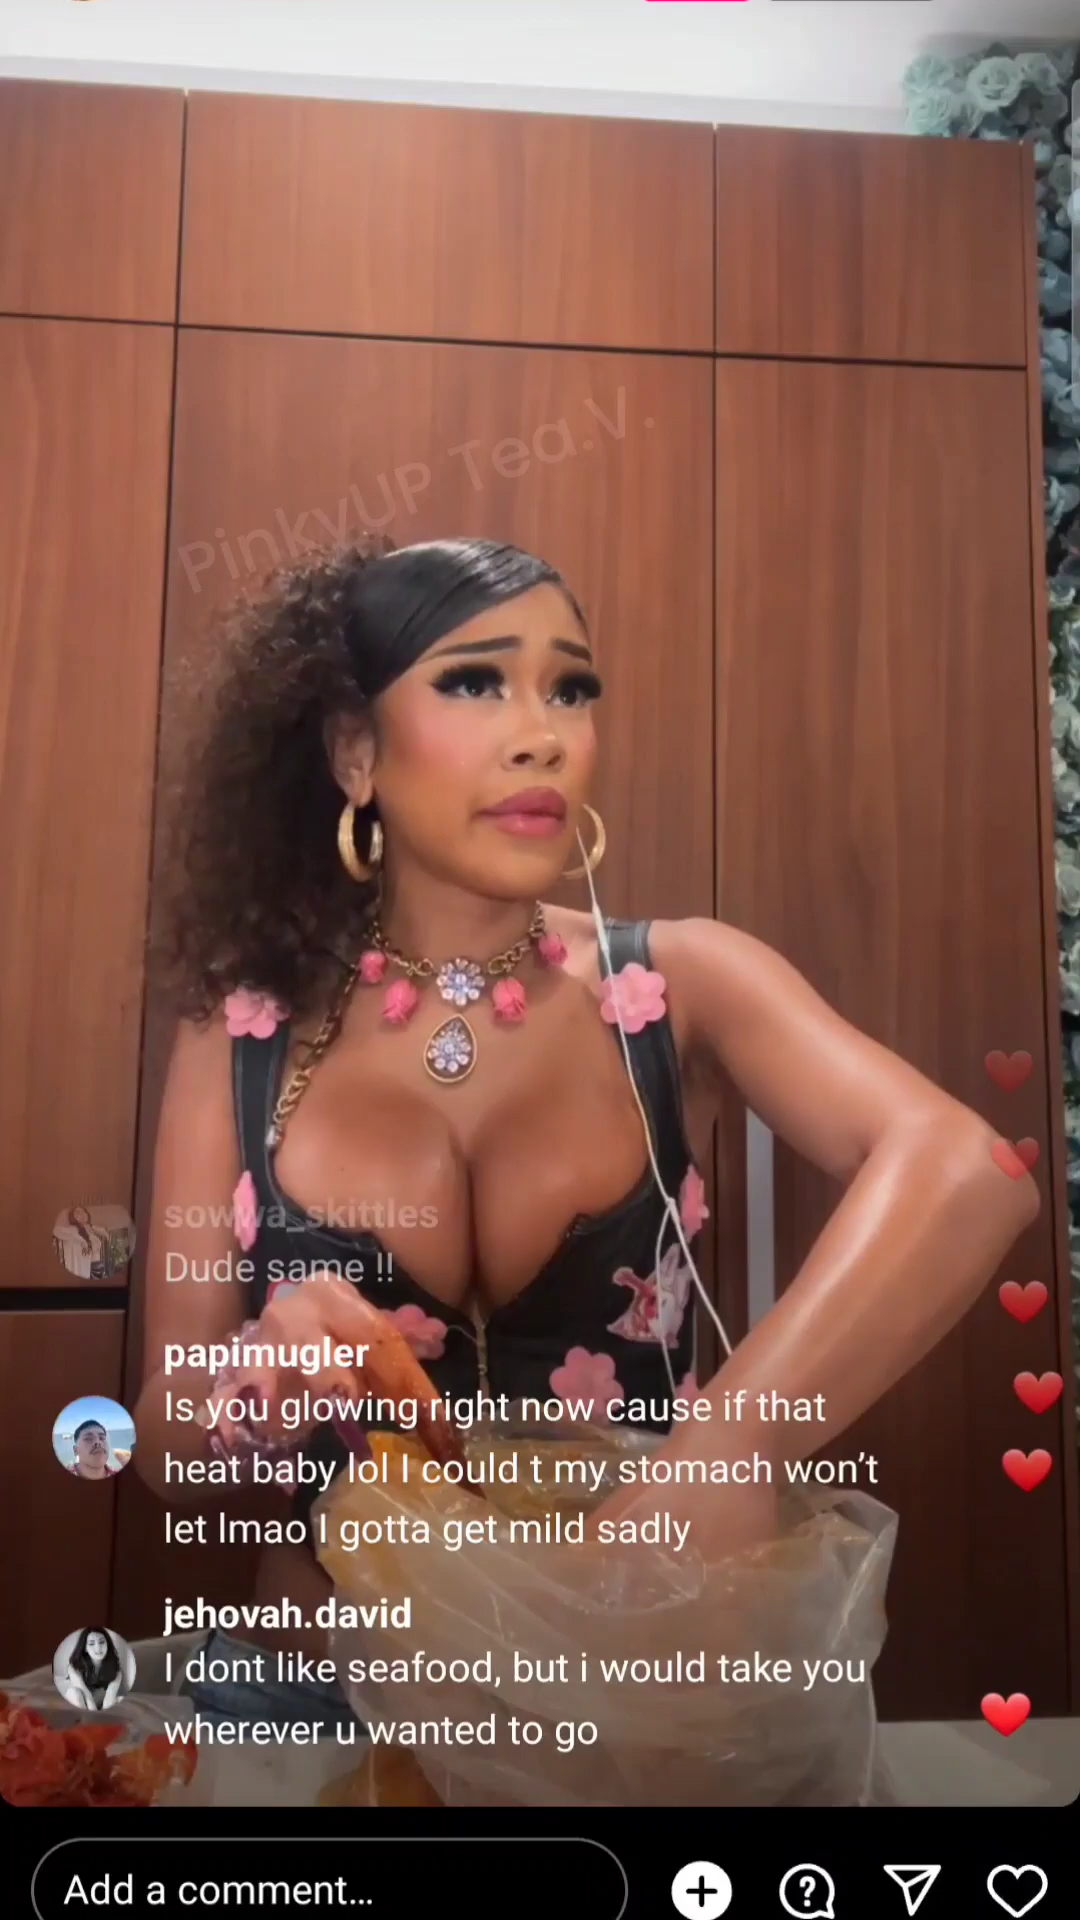 PinkyUP Tea.V.
sowwa_skittles
Dude same !!
papimugler
Is you glowing right now cause if that
heat baby lol I could t my stomach won’t
let lmao I gotta get mild sadly
jehovah.david
I dont like seafood, but i would take you
wherever u wanted to go
Add a comment...